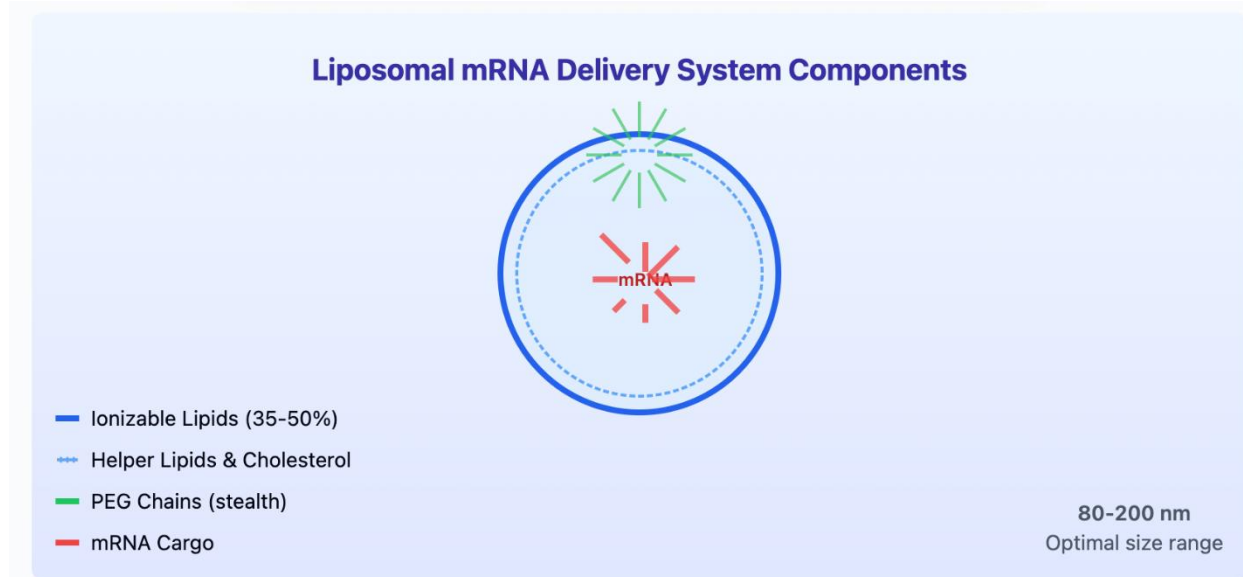 Liposomal mRNA Delivery System Components
mRNA
Ionizable Lipids (35-50%)
Helper Lipids & Cholesterol
PEG Chains (stealth)
mRNA Cargo
80-200 nm
Optimal size range